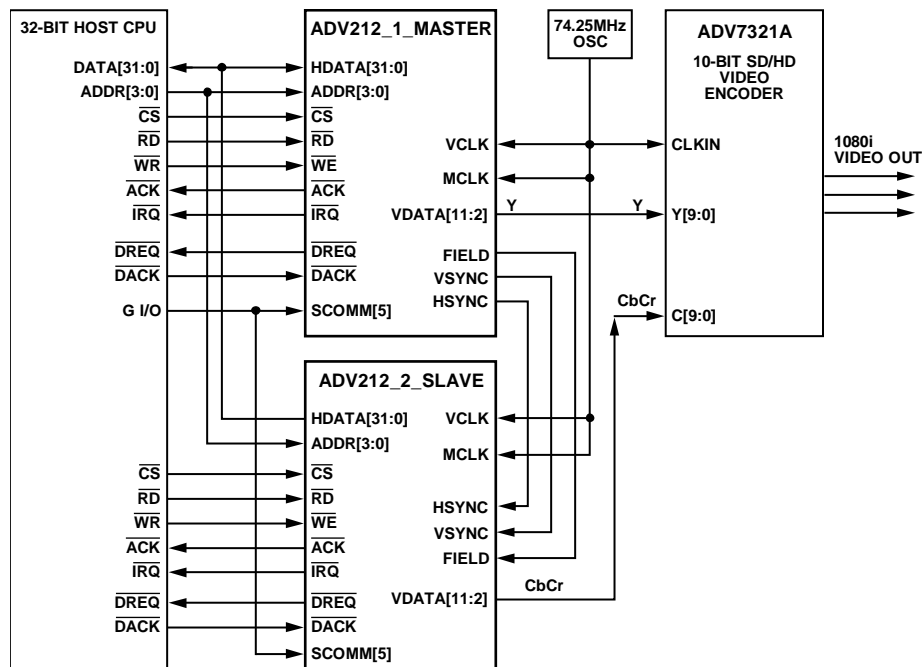 32-BIT HOST CPU
DATA[31:0]
ADDR[3:0]
CS
RD
WR
ACK
IRQ
DREQ
DACK
G I/O
CS
RD
WR
ACK
IRQ
DREQ
DACK
ADV212_1_MASTER
HDATA[31:0]
ADDR[3:0]
CS
RD
WE
ACK
IRQ
DREQ
DACK
SCOMM[5]
VCLK
MCLK
VDATA[11:2]
FIELD
VSYNC
HSYNC
ADV212_2_SLAVE
HDATA[31:0]
ADDR[3:0]
CS
RD
WE
ACK
IRQ
DREQ
DACK
SCOMM[5]
VCLK
MCLK
HSYNC
VSYNC
FIELD
VDATA[11:2]
74.25MHz
OSC
Y
Y
CbCr
CbCr
ADV7321A
10-BIT SD/HD
VIDEO
ENCODER
CLKIN
Y[9:0]
C[9:0]
1080i
VIDEO OUT